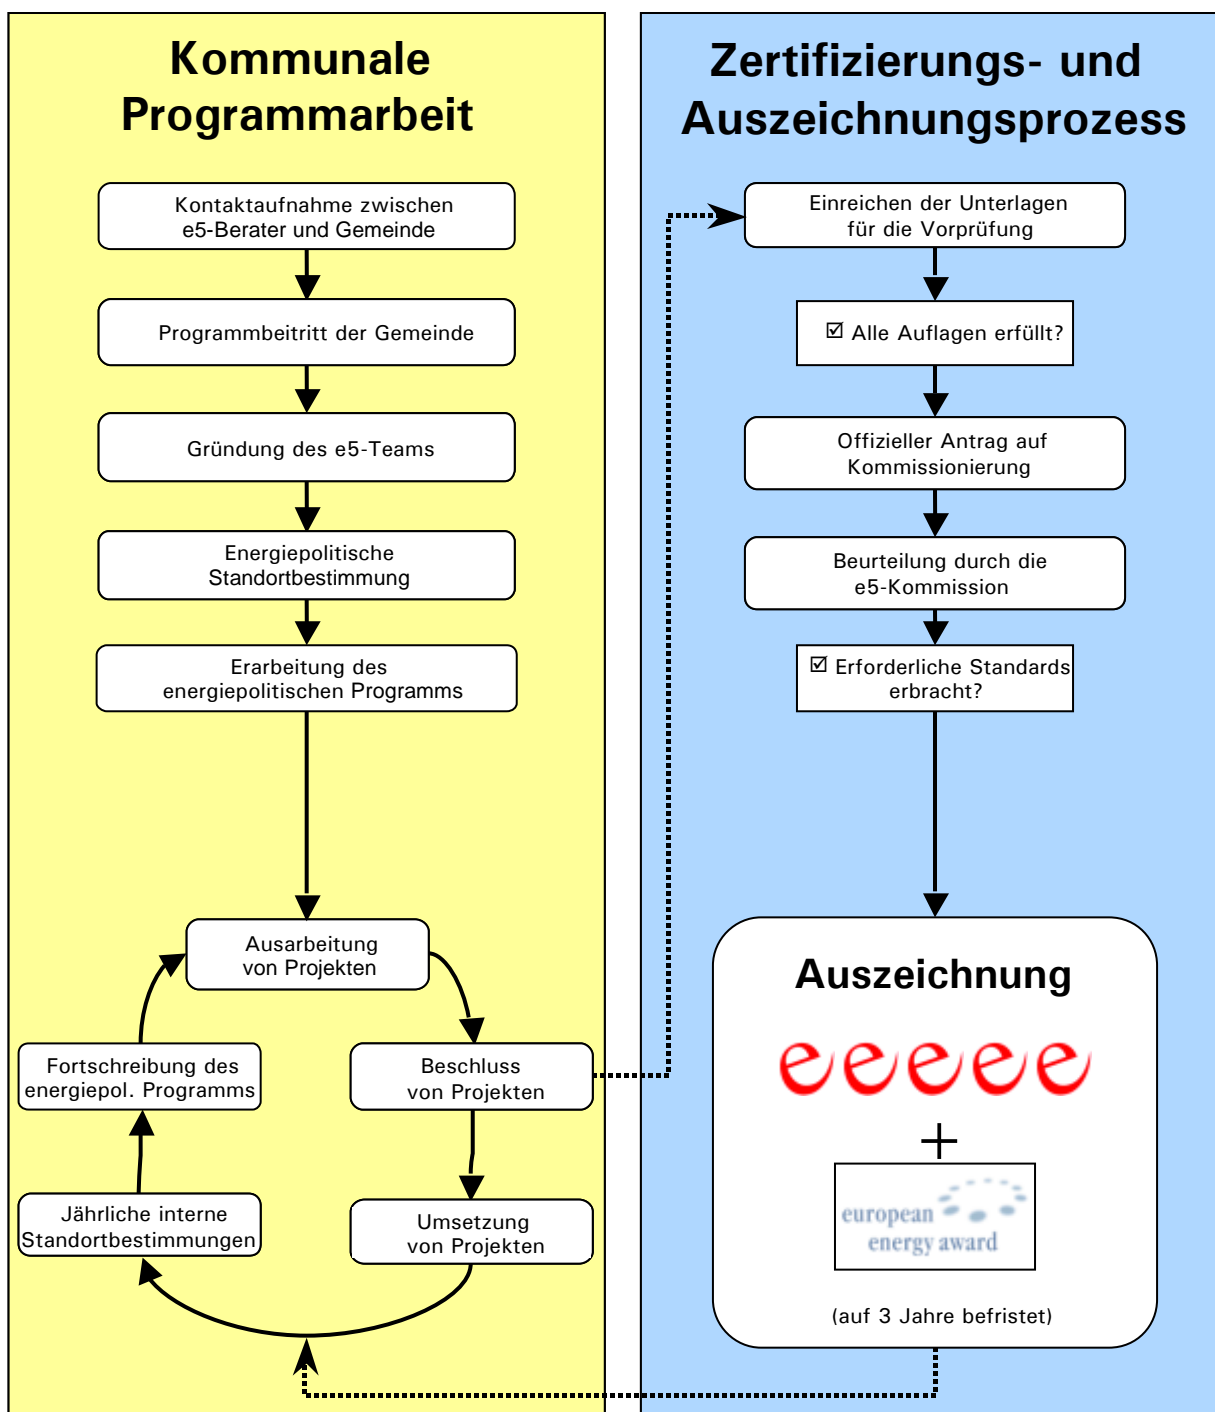 Kommunale
Programmarbeit
Kontaktaufnahme zwischen
e5-Berater und Gemeinde
Programmbeitritt der Gemeinde
Gründung des e5-Teams
Energiepolitische
Standortbestimmung
Erarbeitung des
energiepolitischen Programms
Ausarbeitung
von Projekten
Beschluss
von Projekten
Umsetzung
von Projekten
Jährliche interne
Standortbestimmungen
Fortschreibung des
energiepol. Programms
Zertifizierungs- und
Auszeichnungsprozess
Einreichen der Unterlagen
für die Vorprüfung
☑ Alle Auflagen erfüllt?
Offizieller Antrag auf
Kommissionierung
Beurteilung durch die
e5-Kommission
☑ Erforderliche Standards
erbracht?
Auszeichnung
eeeee
+
european
energy award
(auf 3 Jahre befristet)